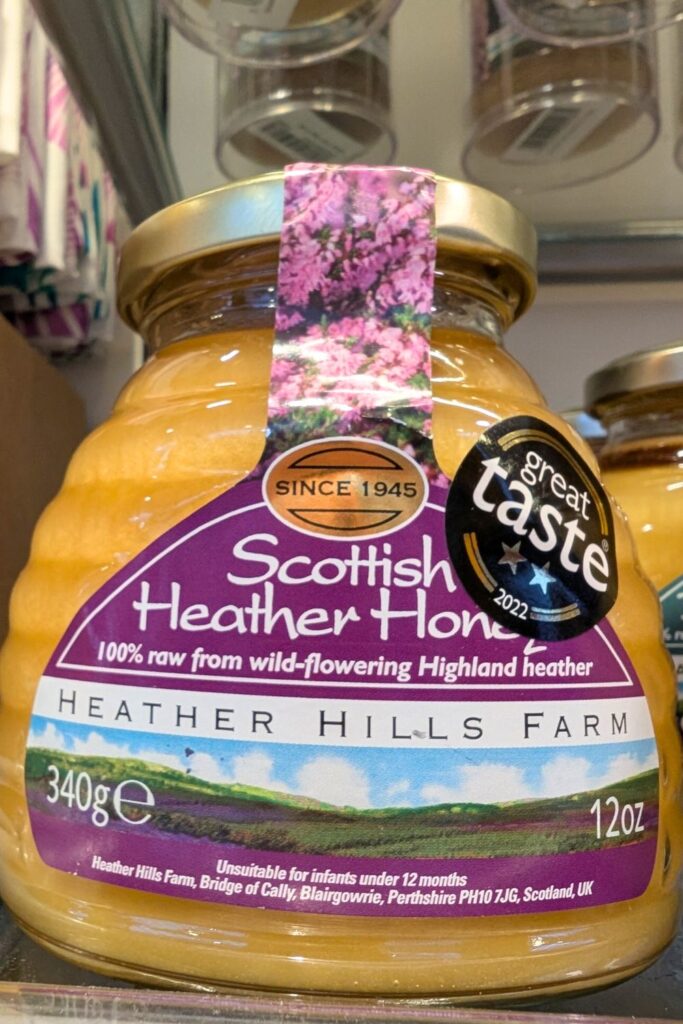 SINCE 1945
great
taste®
2022
Scottish
Heather Honey
100% raw from wild-flowering Highland heather
HEATHER HILLS FARM
340g℮
12oz
Unsuitable for infants under 12 months
Heather Hills Farm, Bridge of Cally, Blairgowrie, Perthshire PH10 7JG, Scotland, UK